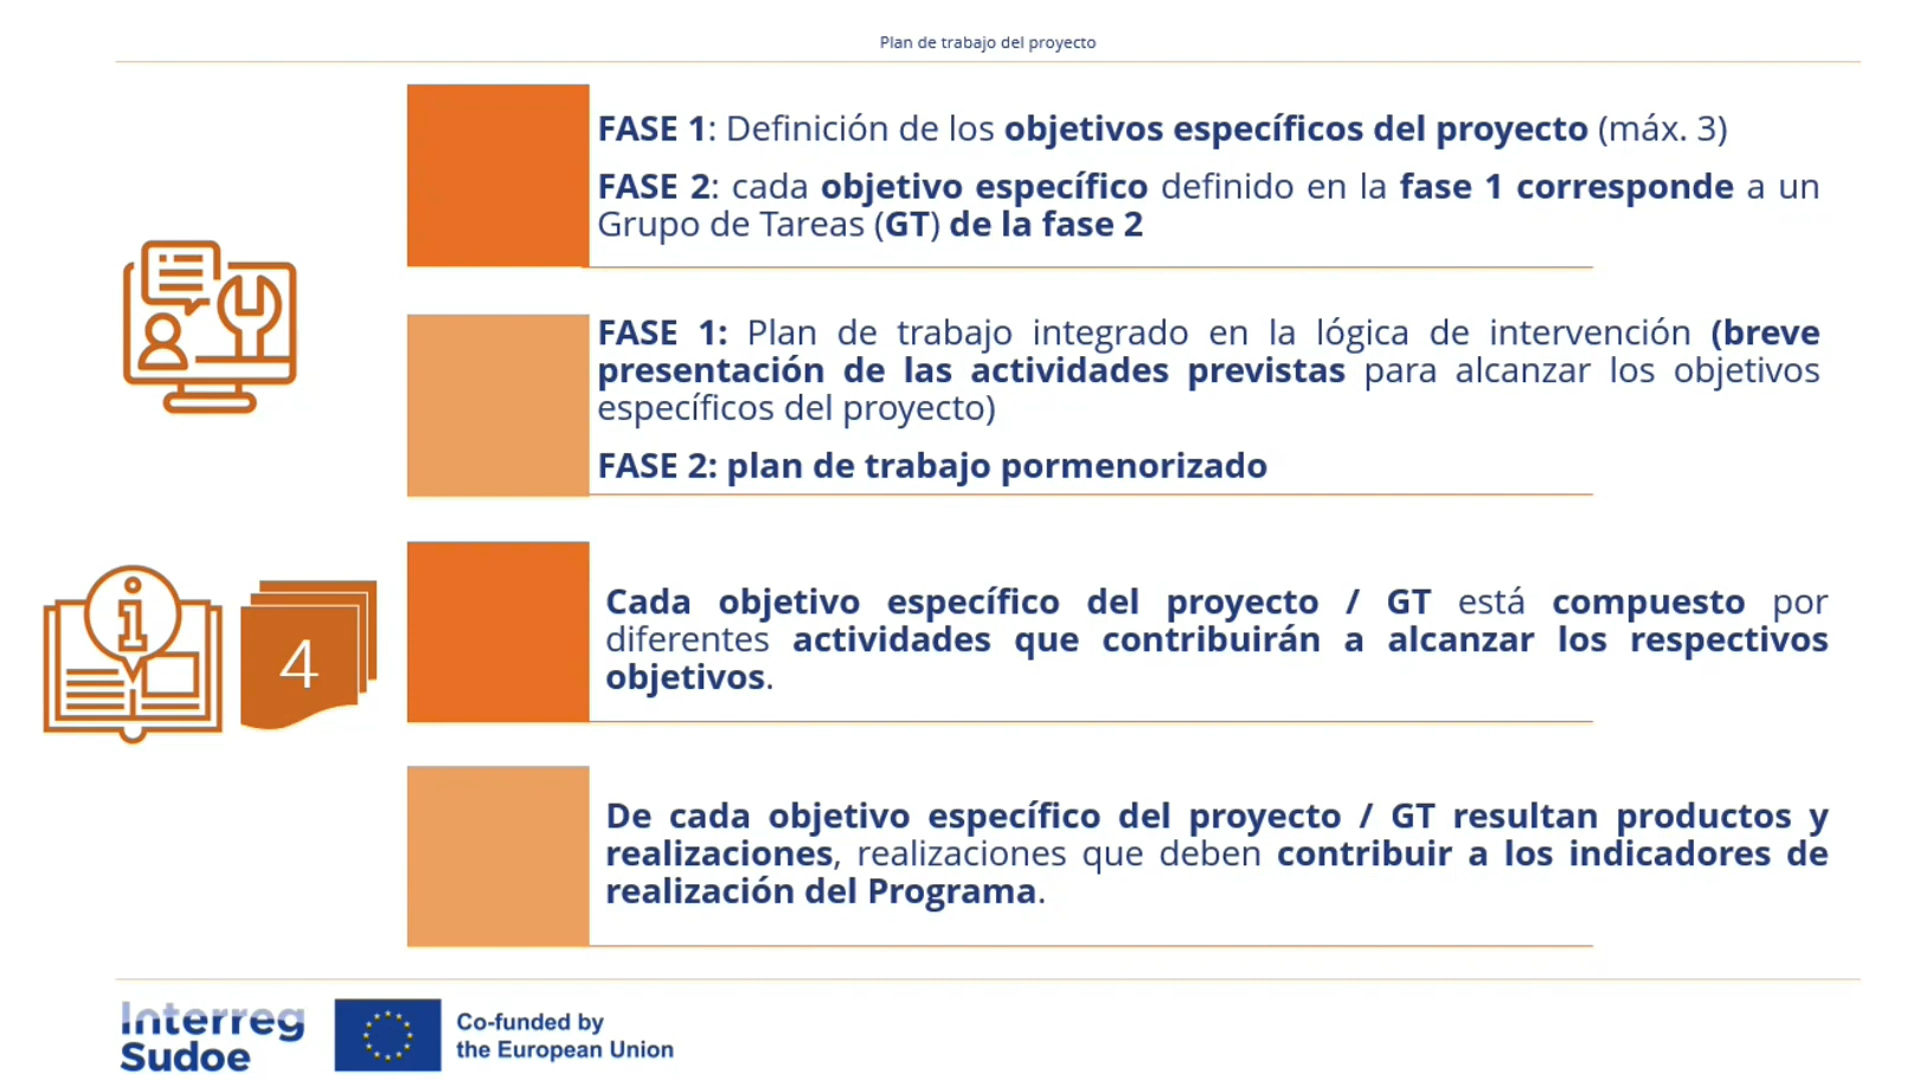 Plan de trabajo del proyecto
FASE 1: Definición de los objetivos específicos del proyecto (máx. 3)
FASE 2: cada objetivo específico definido en la fase 1 corresponde a un
Grupo de Tareas (GT) de la fase 2
FASE 1: Plan de trabajo integrado en la lógica de intervención (breve
presentación de las actividades previstas para alcanzar los objetivos
específicos del proyecto)
FASE 2: plan de trabajo pormenorizado
i
4
Cada objetivo específico del proyecto / GT está compuesto por
diferentes actividades que contribuirán a alcanzar los respectivos
objetivos.
De cada objetivo específico del proyecto / GT resultan productos y
realizaciones, realizaciones que deben contribuir a los indicadores de
realización del Programa.
Interreg
Sudoe
Co-funded by
the European Union